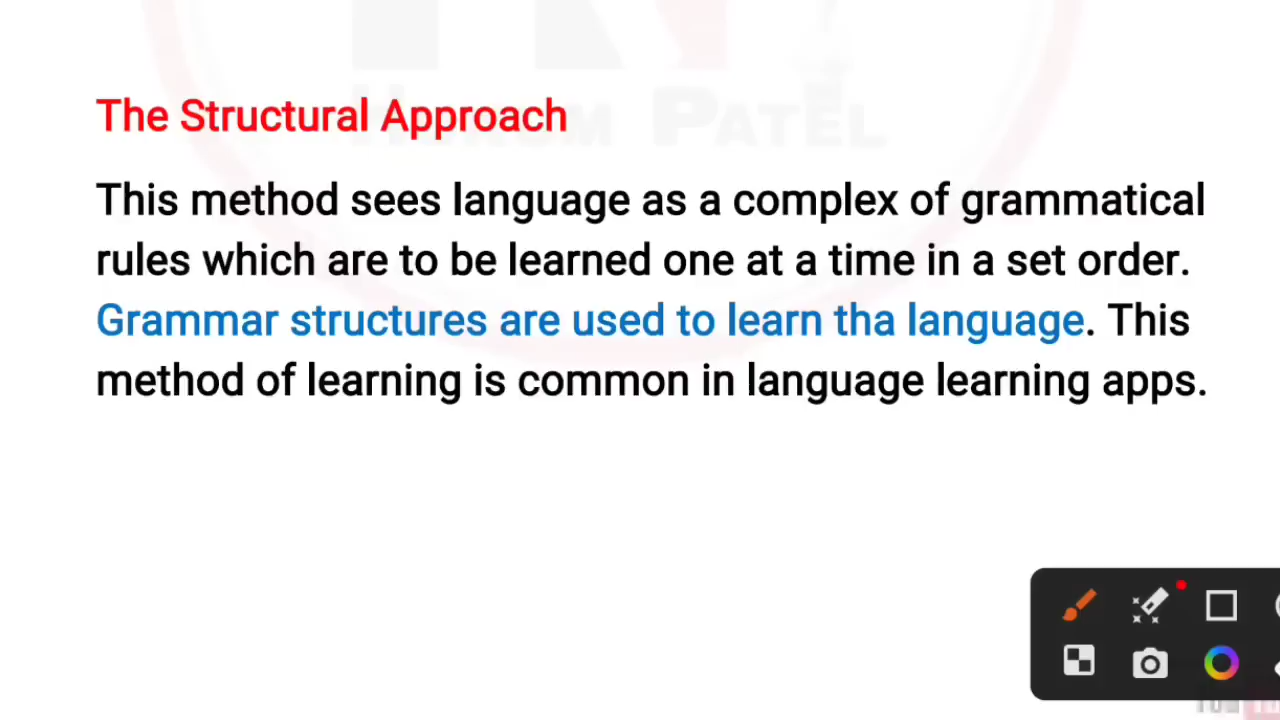 The Structural Approach
This method sees language as a complex of grammatical
rules which are to be learned one at a time in a set order.
Grammar structures are used to learn tha language. This
method of learning is common in language learning apps.
PATEL